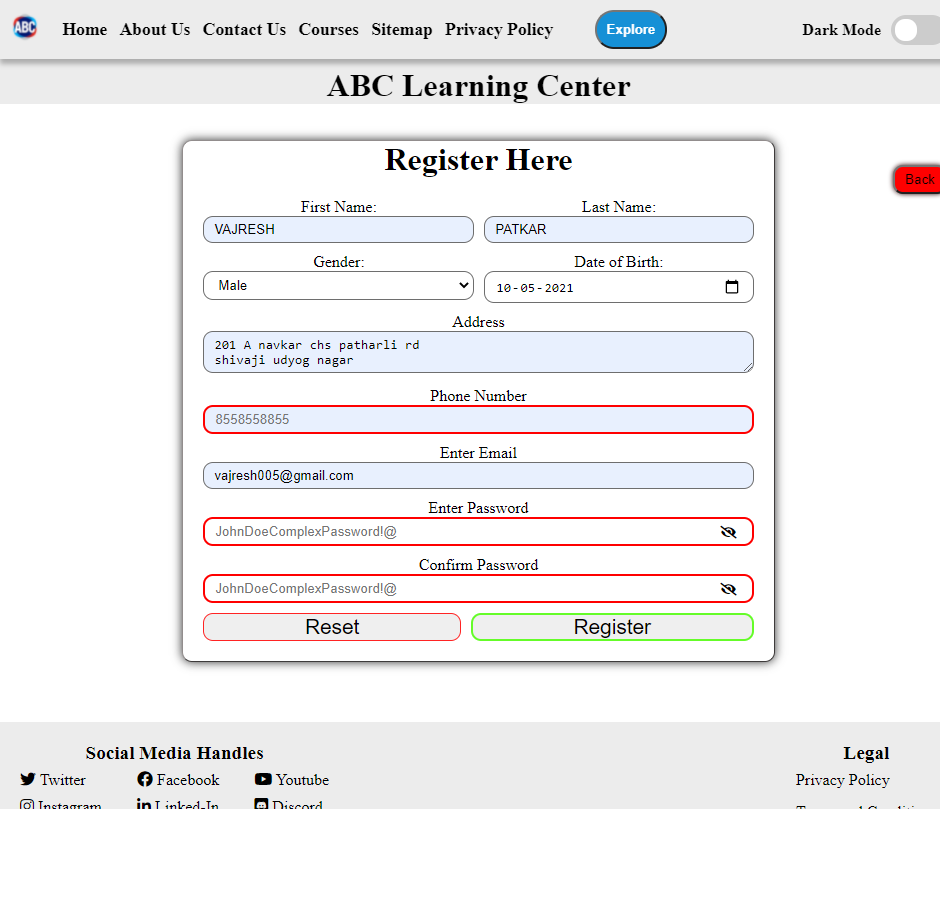 ABC Home About Us Contact Us Courses Sitemap Privacy Policy Explore Dark Mode
ABC Learning Center
Register Here
Back
First Name: Last Name:
VAJRESH PATKAR
Gender: Date of Birth:
Male 10-05-2021
Address
201 A navkar chs patharli rd
shivaji udyog nagar
Phone Number
8558558855
Enter Email
vajresh005@gmail.com
Enter Password
JohnDoeComplexPassword!@
Confirm Password
JohnDoeComplexPassword!@
Reset Register
Social Media Handles Legal
Twitter Facebook Youtube Privacy Policy
Instagram Linked-In Discord